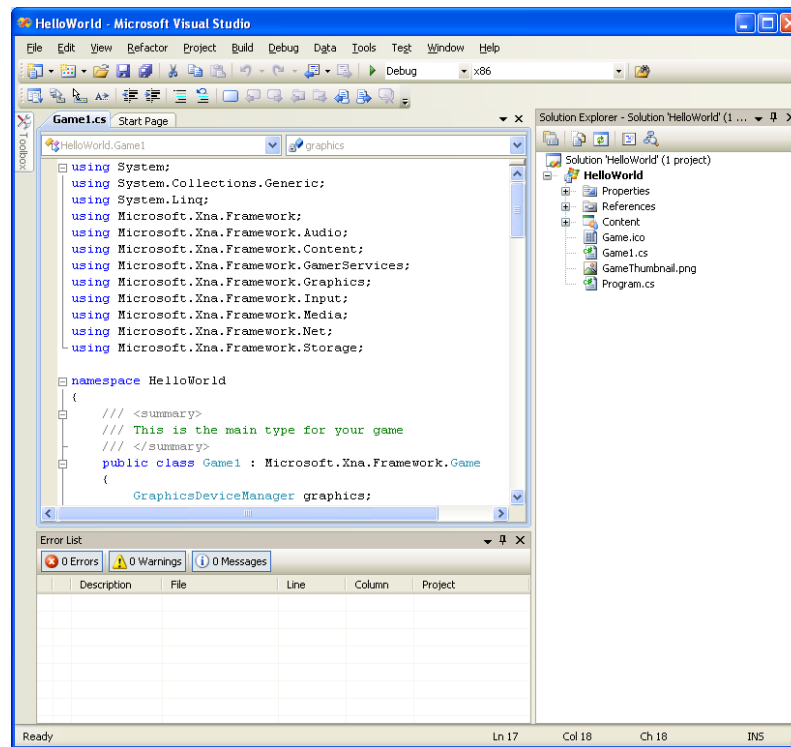 HelloWorld - Microsoft Visual Studio
File Edit View Refactor Project Build Debug Data Tools Test Window Help
Debug x86
Game1.cs Start Page
Solution Explorer - Solution 'HelloWorld' (1 ...
Toolbox
HelloWorld.Game1 graphics
using System;
using System.Collections.Generic;
using System.Linq;
using Microsoft.Xna.Framework;
using Microsoft.Xna.Framework.Audio;
using Microsoft.Xna.Framework.Content;
using Microsoft.Xna.Framework.GamerServices;
using Microsoft.Xna.Framework.Graphics;
using Microsoft.Xna.Framework.Input;
using Microsoft.Xna.Framework.Media;
using Microsoft.Xna.Framework.Net;
using Microsoft.Xna.Framework.Storage;
namespace HelloWorld
{
/// <summary>
/// This is the main type for your game
/// </summary>
public class Game1 : Microsoft.Xna.Framework.Game
{
GraphicsDeviceManager graphics;
Solution 'HelloWorld' (1 project)
HelloWorld
Properties
References
Content
Game.ico
Game1.cs
GameThumbnail.png
Program.cs
Error List
0 Errors 0 Warnings 0 Messages
Description File Line Column Project
Ready Ln 17 Col 18 Ch 18 INS